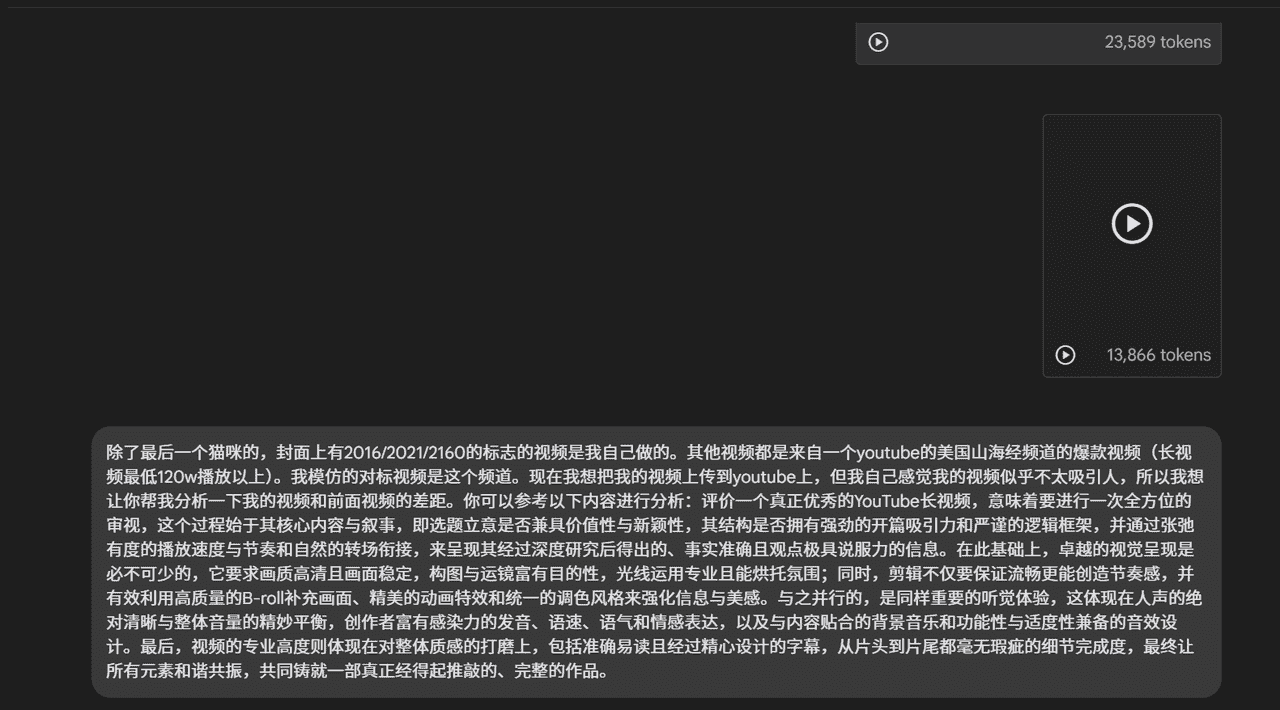 23,589 tokens
13,866 tokens
除了最后一个猫咪的，封面上有2016/2021/2160的标志的视频是我自己做的。其他视频都是来自一个youtube的美国山海经频道的爆款视频（长视
频最低120w播放以上）。我模仿的对标视频是这个频道。现在我想把我的视频上传到youtube上，但我自己感觉我的视频似乎不太吸引人，所以我想
让你帮我分析一下我的视频和前面视频的差距。你可以参考以下内容进行分析：评价一个真正优秀的YouTube长视频，意味着要进行一次全方位的
审视，这个过程始于其核心内容与叙事，即选题立意是否兼具价值性与新颖性，其结构是否拥有强劲的开篇吸引力和严谨的逻辑框架，并通过张弛
有度的播放速度与节奏和自然的转场衔接，来呈现其经过深度研究后得出的、事实准确且观点极具说服力的信息。在此基础上，卓越的视觉呈现是
必不可少的，它要求画质高清且画面稳定，构图与运镜富有目的性，光线运用专业且能烘托氛围；同时，剪辑不仅要保证流畅更能创造节奏感，并
有效利用高质量的B-roll补充画面、精美的动画特效和统一的调色风格来强化信息与美感。与之并行的，是同样重要的听觉体验，这体现在人声的绝
对清晰与整体音量的精妙平衡，创作者富有感染力的发音、语速、语气和情感表达，以及与内容贴合的背景音乐和功能性与适度性兼备的音效设
计。最后，视频的专业高度则体现在对整体质感的打磨上，包括准确易读且经过精心设计的字幕，从片头到片尾都毫无瑕疵的细节完成度，最终让
所有元素和谐共振，共同铸就一部真正经得起推敲的、完整的作品。